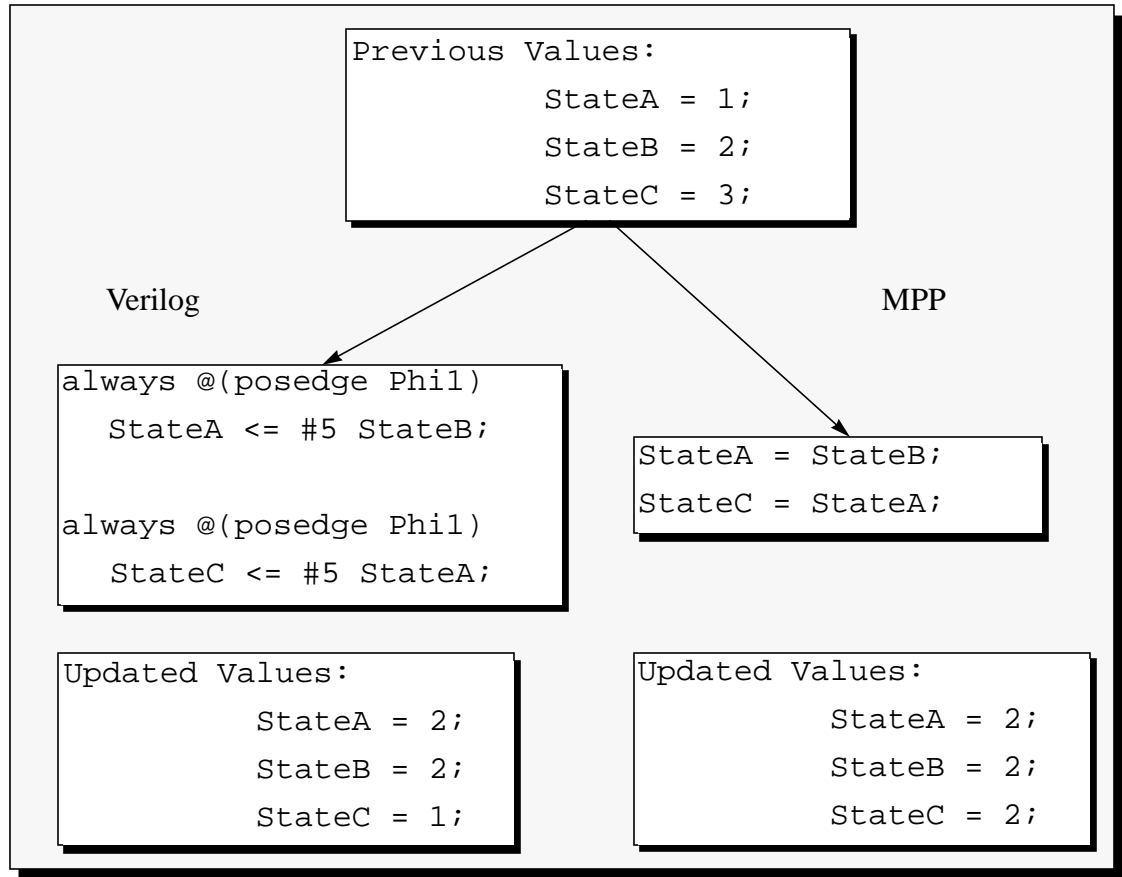 Previous Values:
StateA = 1;
StateB = 2;
StateC = 3;
Verilog
MPP
always @(posedge Phi1)
StateA <= #5 StateB;
always @(posedge Phi1)
StateC <= #5 StateA;
StateA = StateB;
StateC = StateA;
Updated Values:
StateA = 2;
StateB = 2;
StateC = 1;
Updated Values:
StateA = 2;
StateB = 2;
StateC = 2;